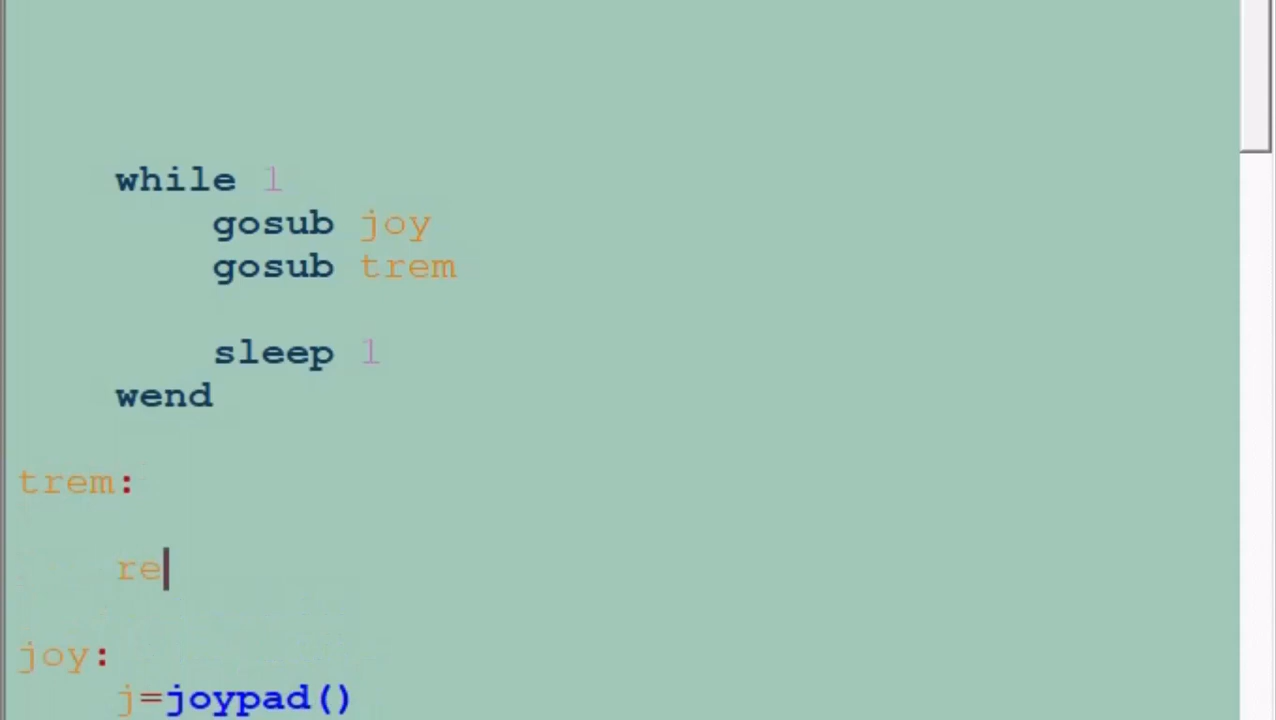 while 1
gosub joy
gosub trem
sleep 1
wend
trem:
re
joy:
j=joypad()